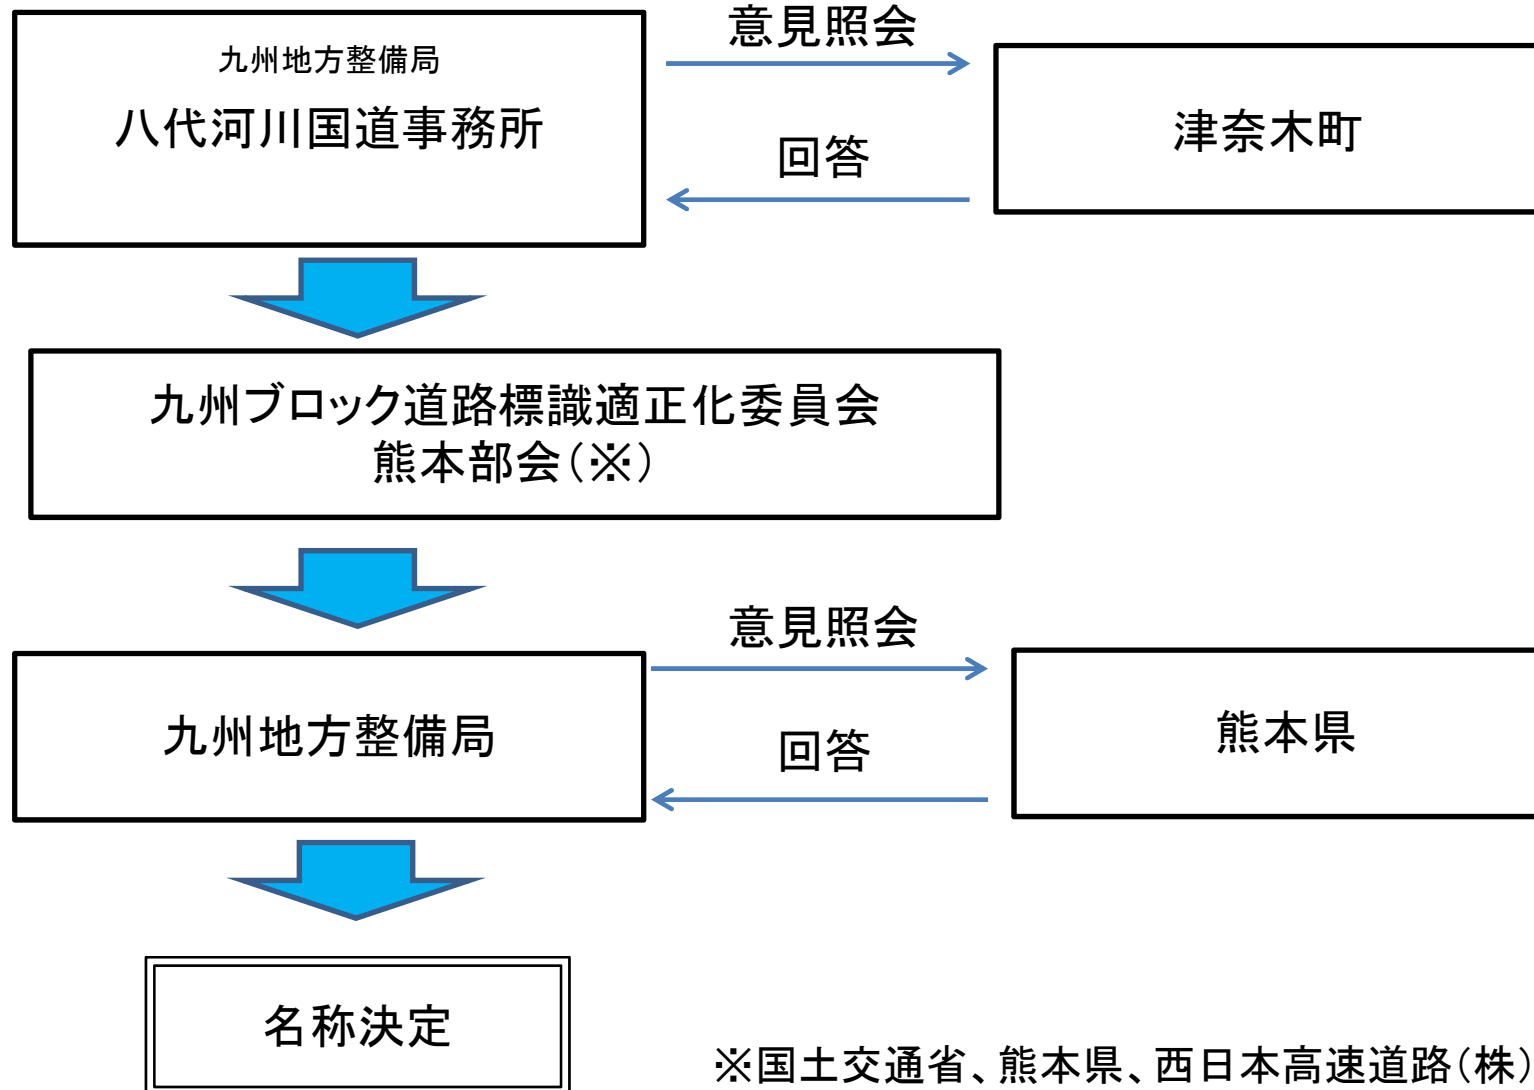 意見照会
九州地方整備局
八代河川国道事務所
津奈木町
回答
九州ブロック道路標識適正化委員会
熊本部会(※)
意見照会
九州地方整備局
熊本県
回答
名称決定
※国土交通省、熊本県、西日本高速道路(株)